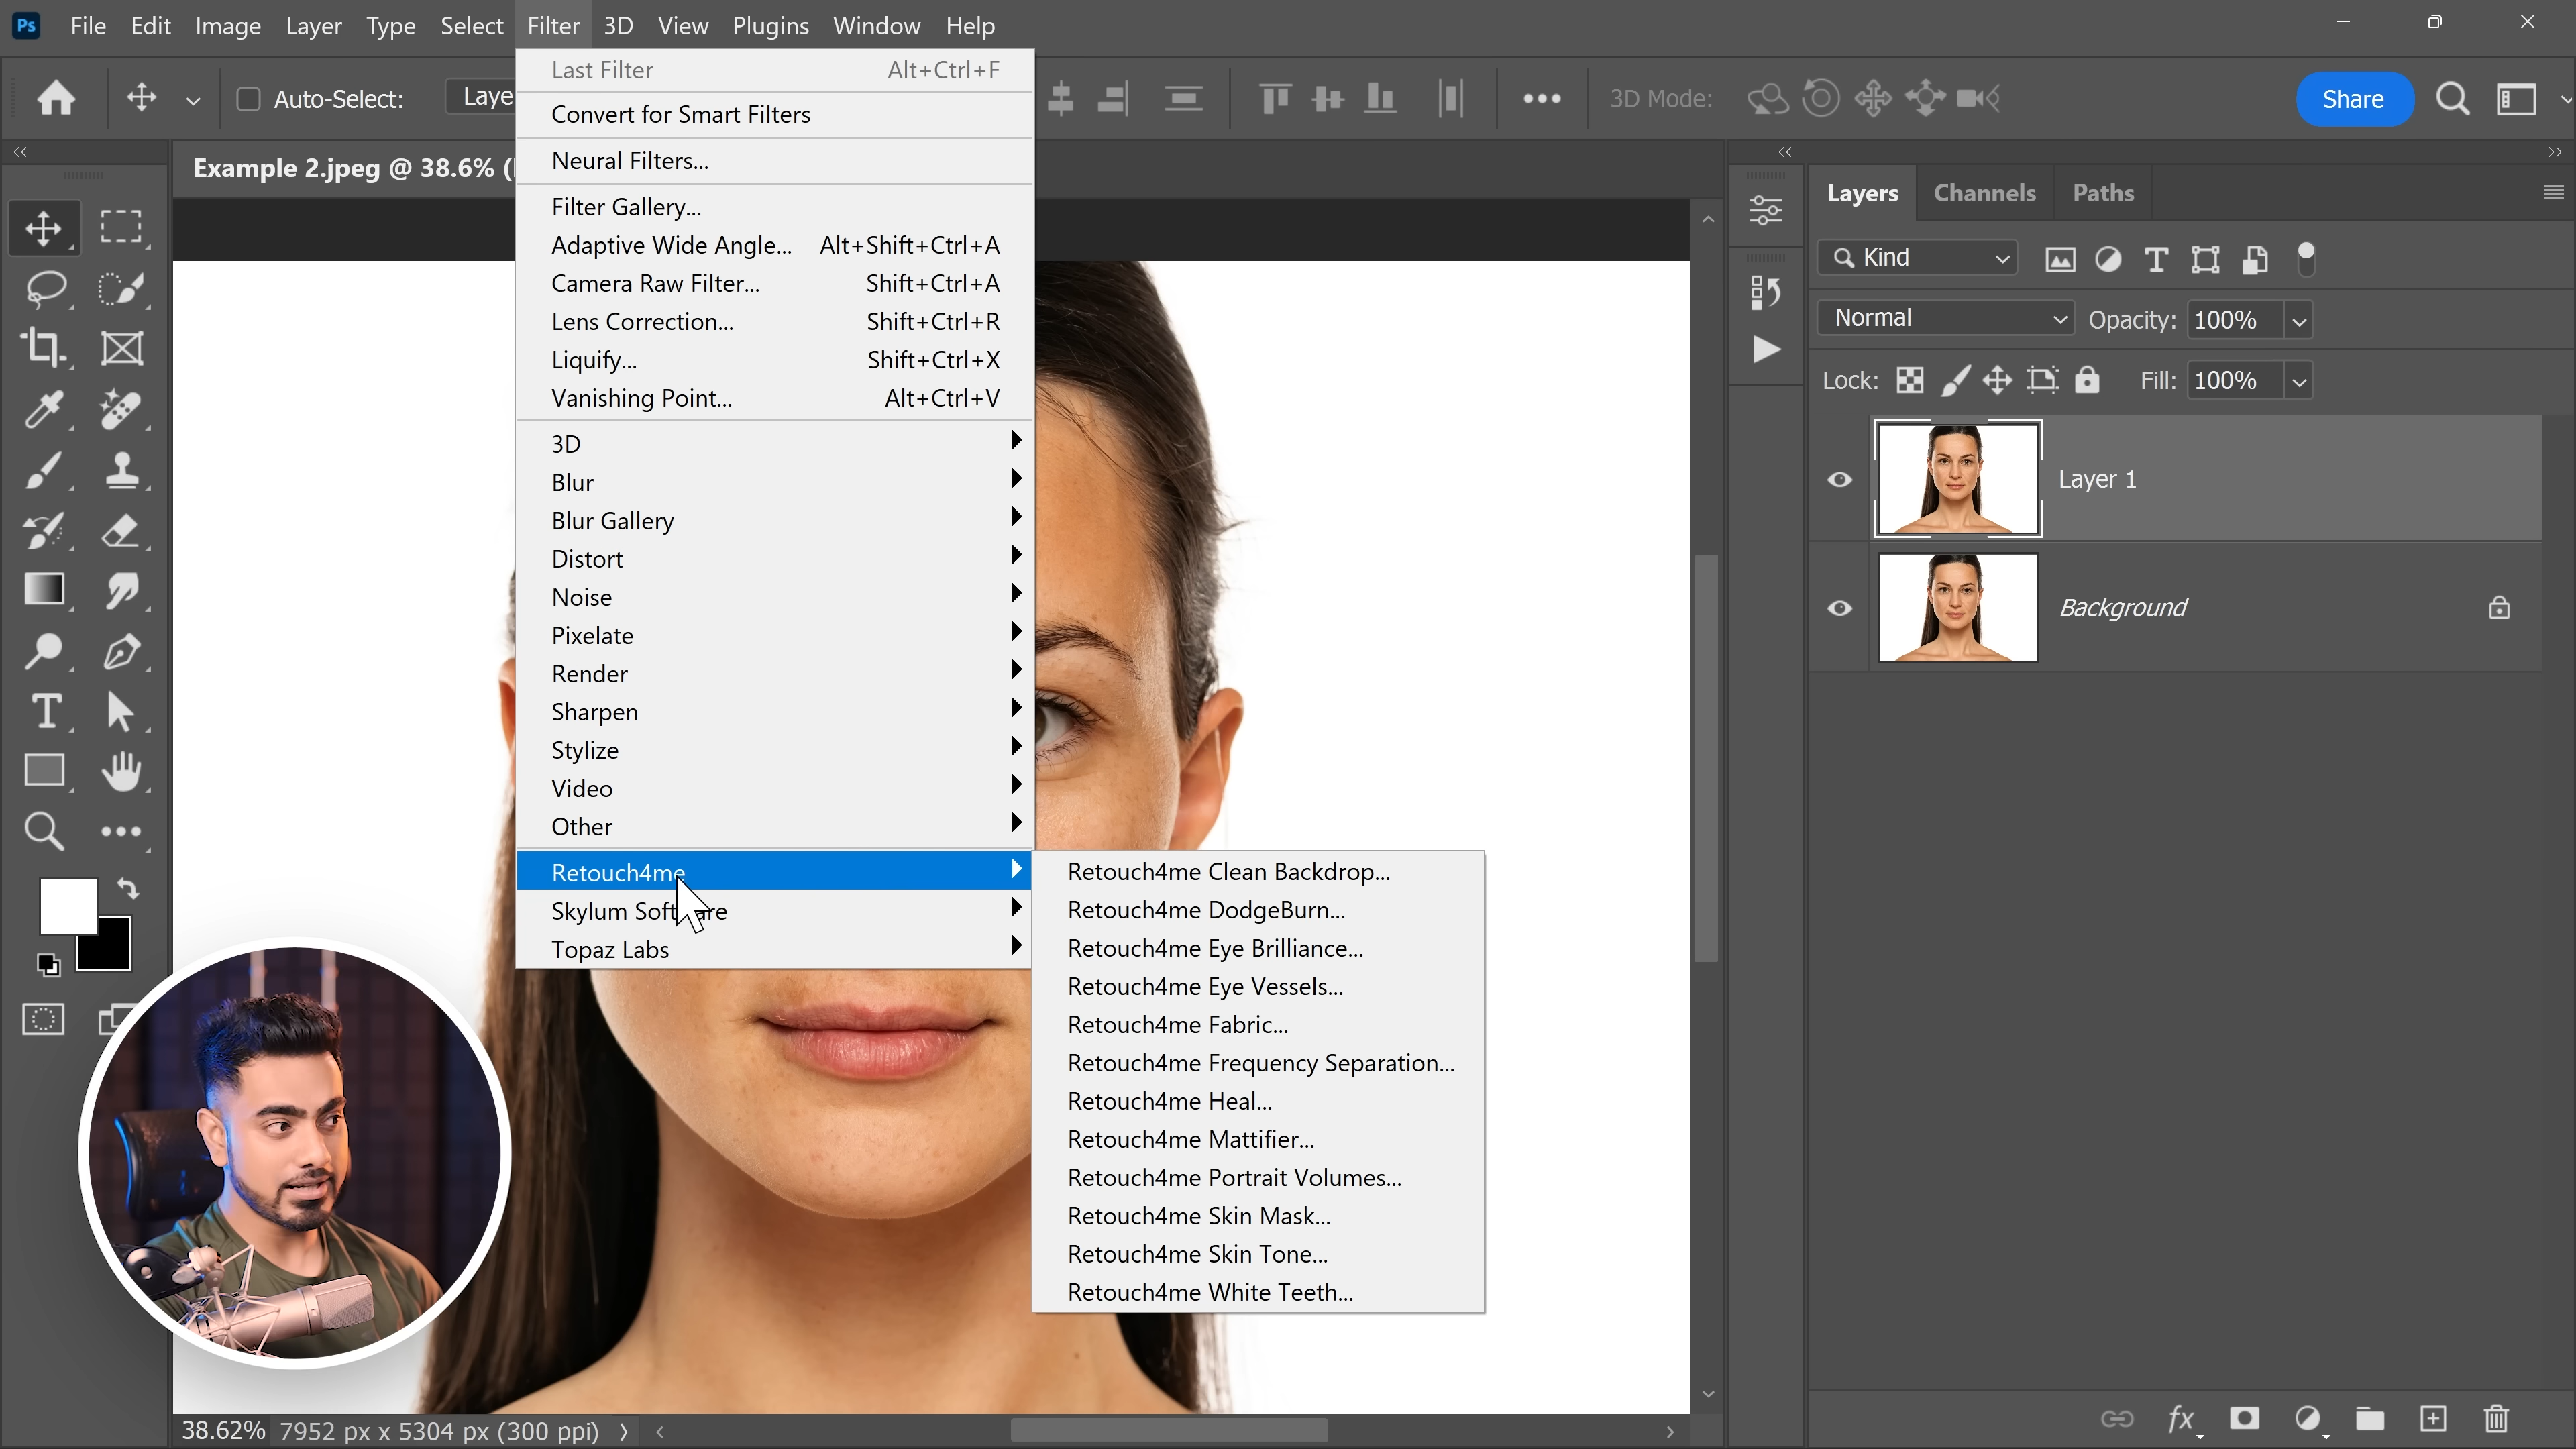 Ps File Edit Image Layer Type Select Filter 3D View Plugins Window Help
Auto-Select:
Layer
3D Mode:
Share
Example 2.jpeg @ 38.6% (
Last Filter Alt+Ctrl+F
Convert for Smart Filters
Neural Filters...
Filter Gallery...
Adaptive Wide Angle... Alt+Shift+Ctrl+A
Camera Raw Filter... Shift+Ctrl+A
Lens Correction... Shift+Ctrl+R
Liquify... Shift+Ctrl+X
Vanishing Point... Alt+Ctrl+V
3D
Blur
Blur Gallery
Distort
Noise
Pixelate
Render
Sharpen
Stylize
Video
Other
Retouch4me
Skylum Software
Topaz Labs
Retouch4me Clean Backdrop...
Retouch4me DodgeBurn...
Retouch4me Eye Brilliance...
Retouch4me Eye Vessels...
Retouch4me Fabric...
Retouch4me Frequency Separation...
Retouch4me Heal...
Retouch4me Mattifier...
Retouch4me Portrait Volumes...
Retouch4me Skin Mask...
Retouch4me Skin Tone...
Retouch4me White Teeth...
Layers Channels Paths
Kind
Normal Opacity: 100%
Lock: Fill: 100%
Layer 1
Background
fx
38.62% 7952 px x 5304 px (300 ppi)